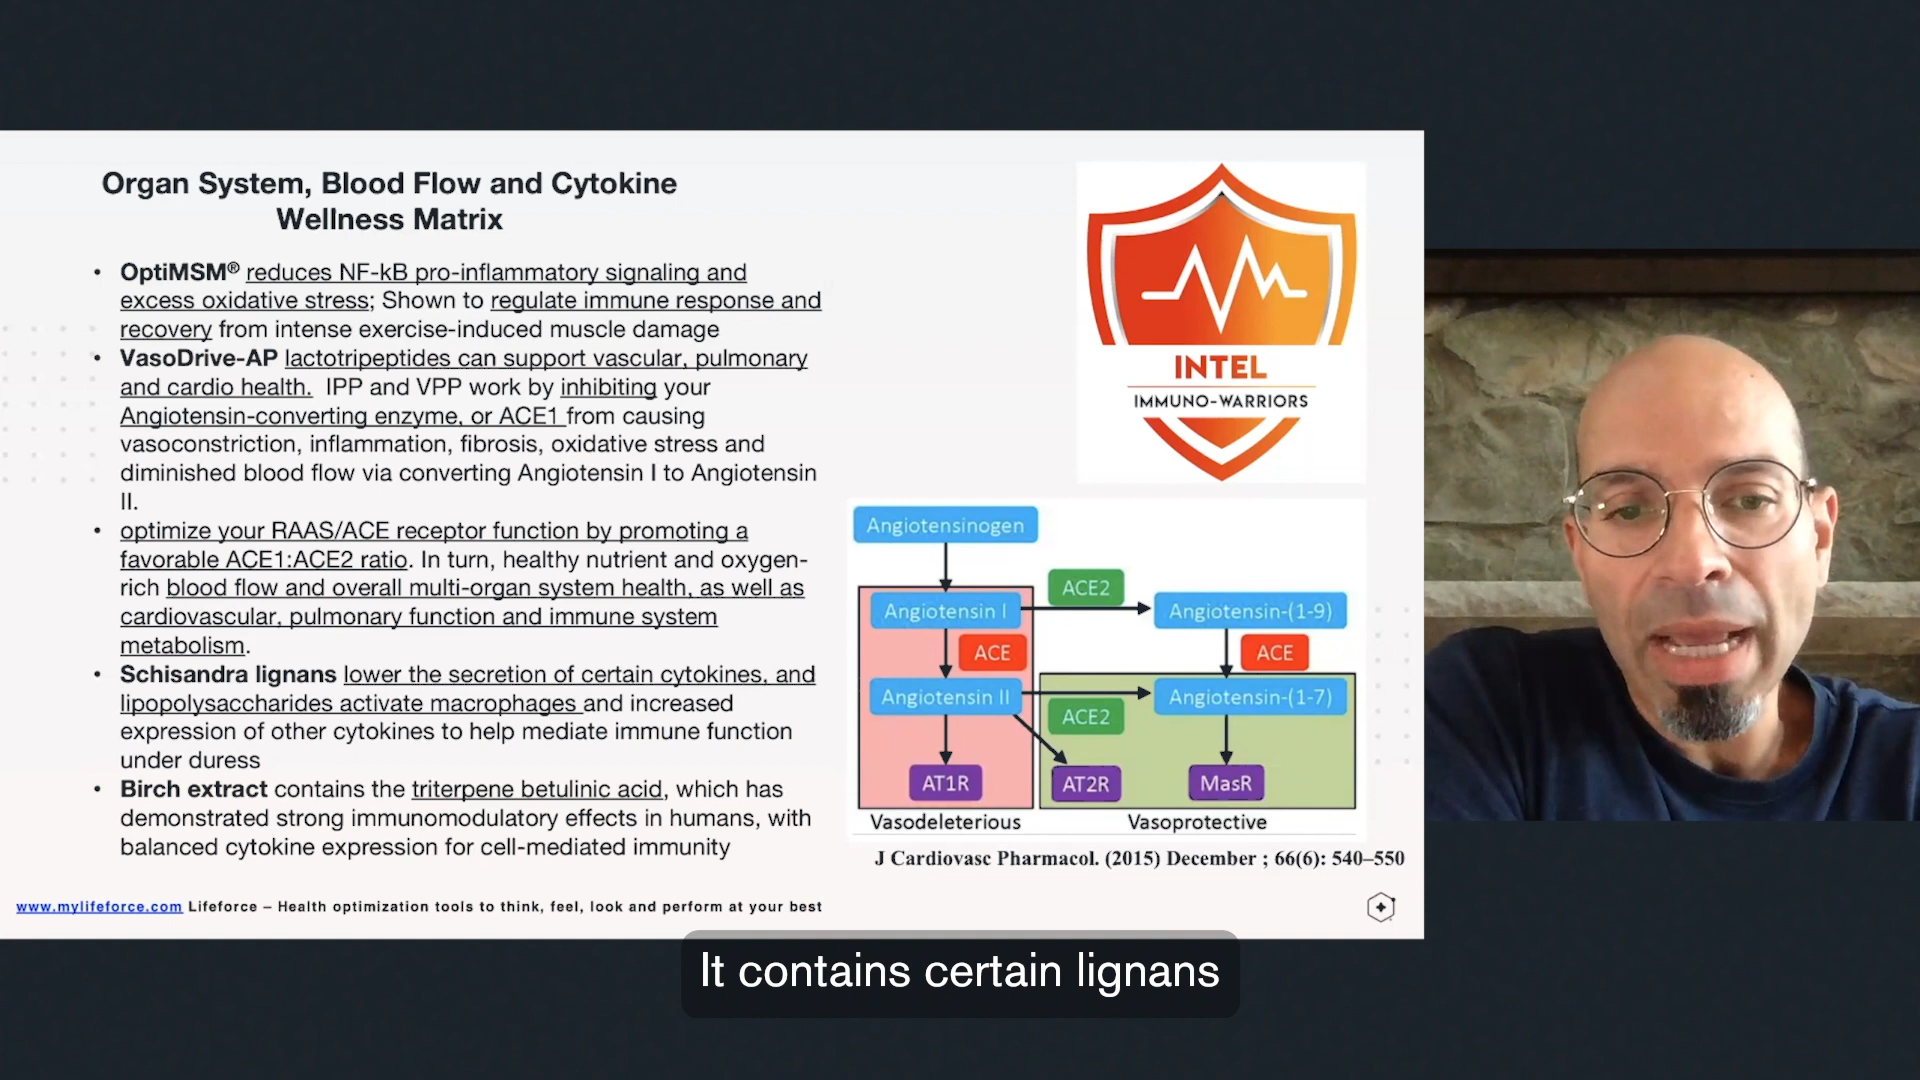 Organ System, Blood Flow and Cytokine
Wellness Matrix
• OptiMSM® reduces NF-kB pro-inflammatory signaling and
excess oxidative stress; Shown to regulate immune response and
recovery from intense exercise-induced muscle damage
• VasoDrive-AP lactotripeptides can support vascular, pulmonary
and cardio health. IPP and VPP work by inhibiting your
Angiotensin-converting enzyme, or ACE1 from causing
vasoconstriction, inflammation, fibrosis, oxidative stress and
diminished blood flow via converting Angiotensin I to Angiotensin
II.
• optimize your RAAS/ACE receptor function by promoting a
favorable ACE1:ACE2 ratio. In turn, healthy nutrient and oxygen-
rich blood flow and overall multi-organ system health, as well as
cardiovascular, pulmonary function and immune system
metabolism.
• Schisandra lignans lower the secretion of certain cytokines, and
lipopolysaccharides activate macrophages and increased
expression of other cytokines to help mediate immune function
under duress
• Birch extract contains the triterpene betulinic acid, which has
demonstrated strong immunomodulatory effects in humans, with
balanced cytokine expression for cell-mediated immunity
INTEL
IMMUNO-WARRIORS
Angiotensinogen
ACE2
Angiotensin I
Angiotensin-(1-9)
ACE
ACE
Angiotensin II
Angiotensin-(1-7)
ACE2
AT1R
AT2R
MasR
Vasodeleterious
Vasoprotective
J Cardiovasc Pharmacol. (2015) December ; 66(6): 540–550
www.mylifeforce.com Lifeforce – Health optimization tools to think, feel, look and perform at your best
It contains certain lignans